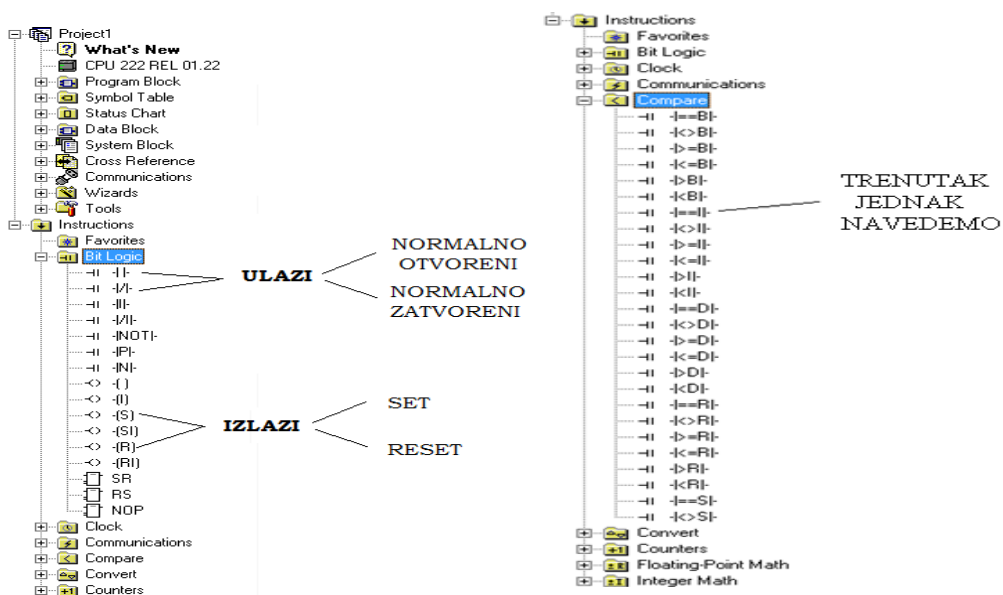 Project1
What's New
CPU 222 REL 01.22
Program Block
Symbol Table
Status Chart
Data Block
System Block
Cross Reference
Communications
Wizards
Tools
Instructions
Favorites
Bit Logic
-| |-
-|/|-
-|I|-
-|/I|-
-|NOT|-
-|P|-
-|N|-
-( )
-(I)
-(S)
-(SI)
-(R)
-(RI)
SR
RS
NOP
Clock
Communications
Compare
Convert
Counters
ULAZI
NORMALNO
OTVORENI
NORMALNO
ZATVORENI
IZLAZI
SET
RESET
Instructions
Favorites
Bit Logic
Clock
Communications
Compare
-|==B|-
-|<>B|-
-|>=B|-
-|<=B|-
-|>B|-
-|<B|-
-|==I|-
-|<>I|-
-|>=I|-
-|<=I|-
-|>I|-
-|<I|-
-|==D|-
-|<>D|-
-|>=D|-
-|<=D|-
-|>D|-
-|<D|-
-|==R|-
-|<>R|-
-|>=R|-
-|<=R|-
-|>R|-
-|<R|-
-|==S|-
-|<>S|-
Convert
Counters
Floating-Point Math
Integer Math
TRENUTAK
JEDNAK
NAVEDEMO